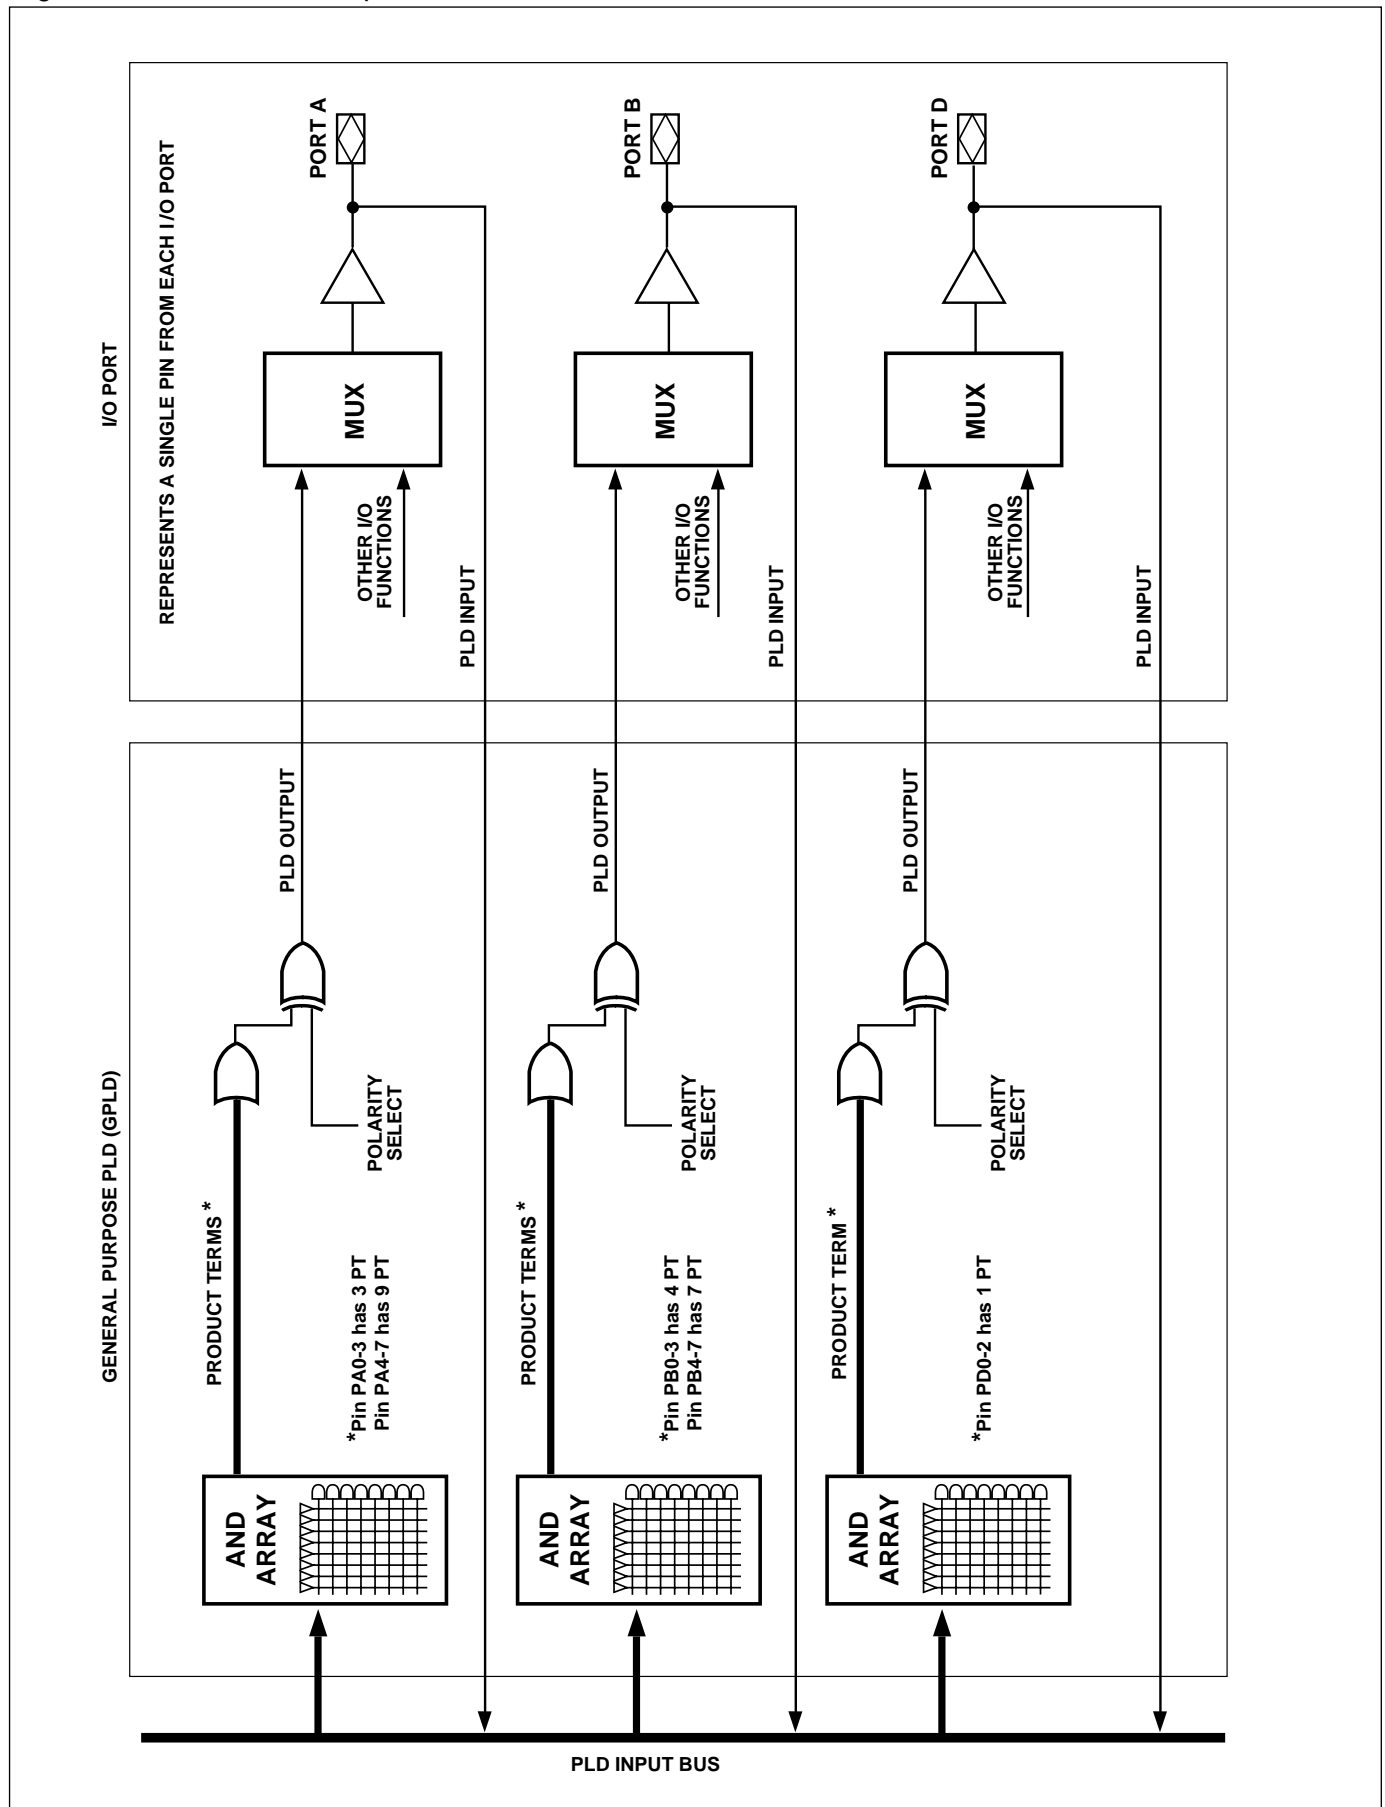 I/O PORT
REPRESENTS A SINGLE PIN FROM EACH I/O PORT
PORT A
PORT B
PORT D
MUX
MUX
MUX
OTHER I/O
FUNCTIONS
OTHER I/O
FUNCTIONS
OTHER I/O
FUNCTIONS
PLD INPUT
PLD INPUT
PLD INPUT
GENERAL PURPOSE PLD (GPLD)
PLD OUTPUT
PLD OUTPUT
PLD OUTPUT
POLARITY
SELECT
POLARITY
SELECT
POLARITY
SELECT
PRODUCT TERMS *
PRODUCT TERMS *
PRODUCT TERM *
*Pin PA0-3 has 3 PT
Pin PA4-7 has 9 PT
*Pin PB0-3 has 4 PT
Pin PB4-7 has 7 PT
*Pin PD0-2 has 1 PT
AND
ARRAY
AND
ARRAY
AND
ARRAY
PLD INPUT BUS